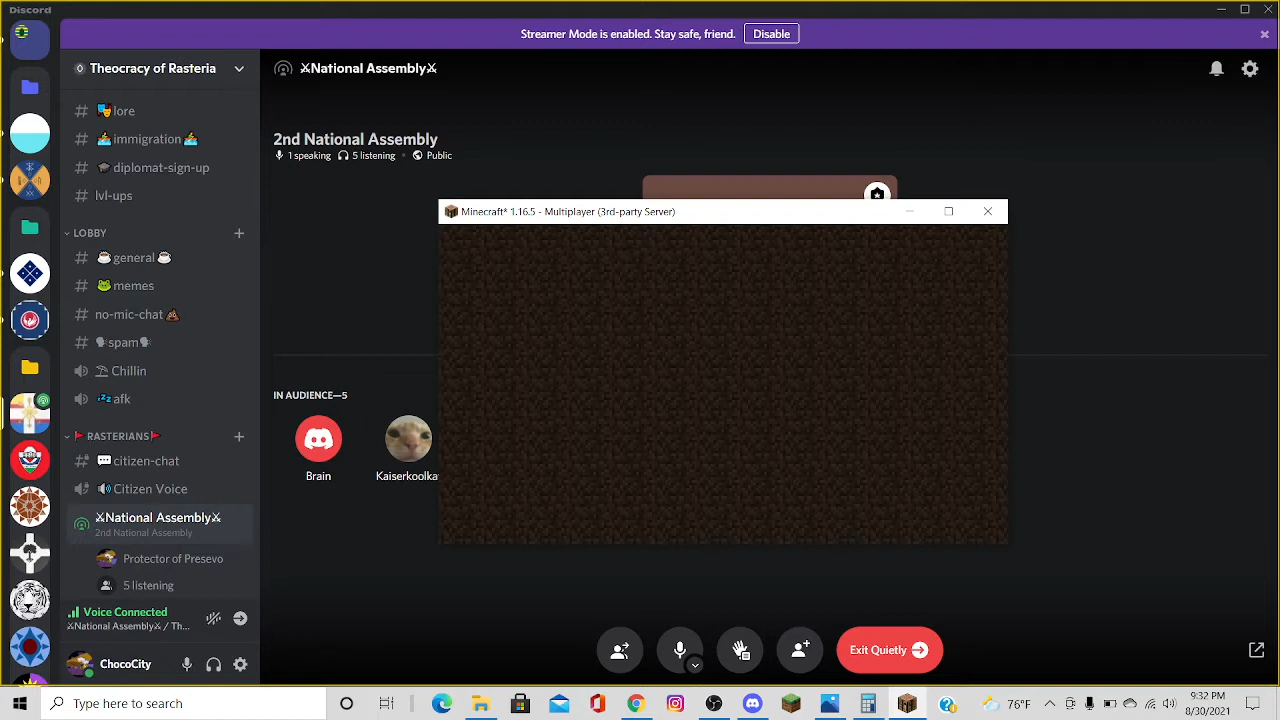 Discord
Streamer Mode is enabled. Stay safe, friend. Disable
Theocracy of Rasteria
⚔National Assembly⚔
lore
immigration
diplomat-sign-up
lvl-ups
LOBBY
general
memes
no-mic-chat
spam
Chillin
afk
RASTERIANS
citizen-chat
Citizen Voice
⚔National Assembly⚔
2nd National Assembly
Protector of Presevo
5 listening
Voice Connected
⚔National Assembly⚔ / Th...
ChocoCity
2nd National Assembly
1 speaking 5 listening • Public
Minecraft* 1.16.5 - Multiplayer (3rd-party Server)
IN AUDIENCE—5
Brain
Kaiserkoolka
Exit Quietly
Type here to search
76°F
9:32 PM
8/30/2021